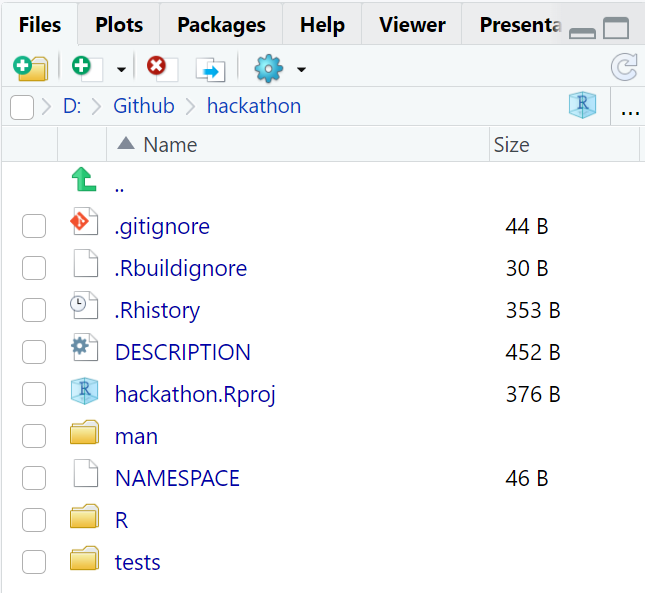 Files Plots Packages Help Viewer Presenta
D: Github hackathon R ...
Name Size
..
.gitignore 44 B
.Rbuildignore 30 B
.Rhistory 353 B
DESCRIPTION 452 B
R hackathon.Rproj 376 B
man
NAMESPACE 46 B
R
tests